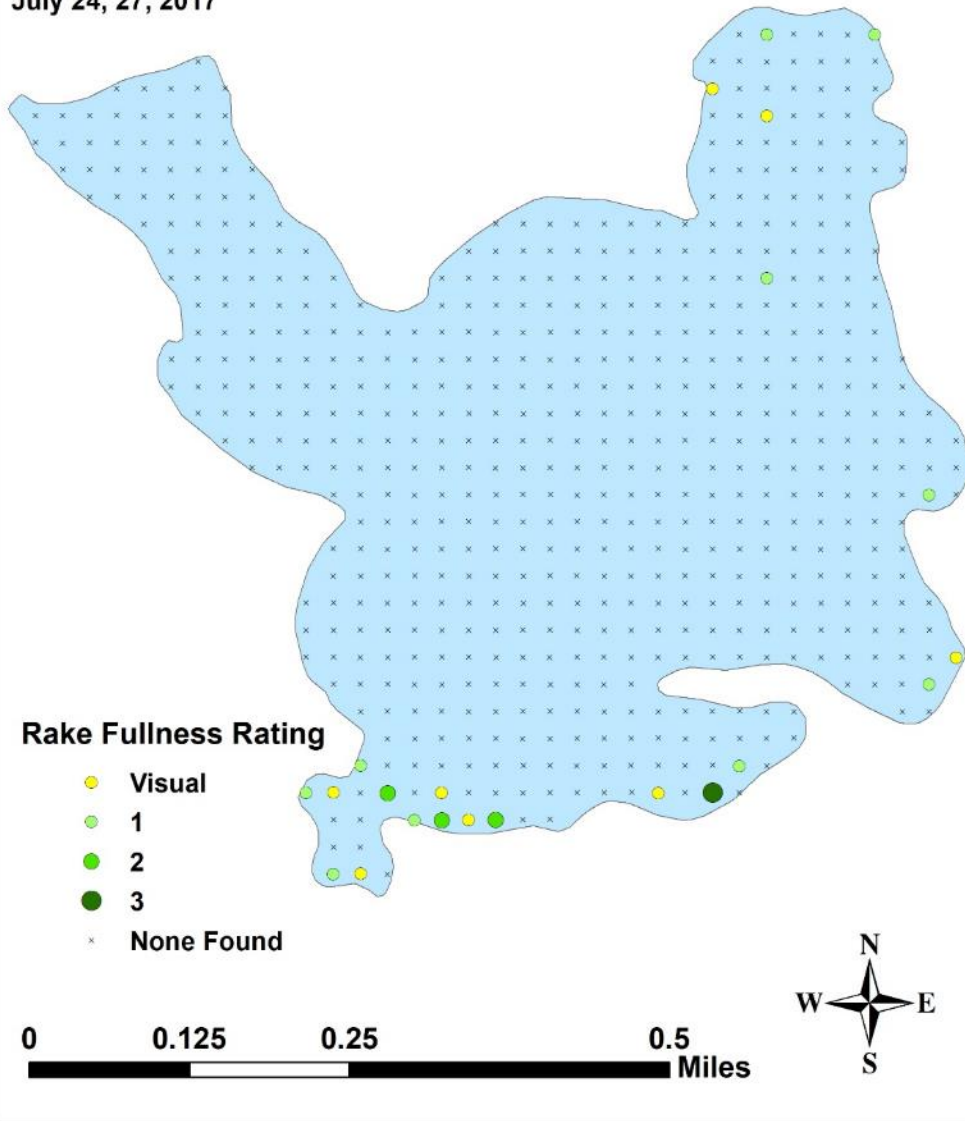 July 24, 27, 2017
Rake Fullness Rating
Visual
1
2
3
None Found
N
W E
S
0 0.125 0.25 0.5
Miles